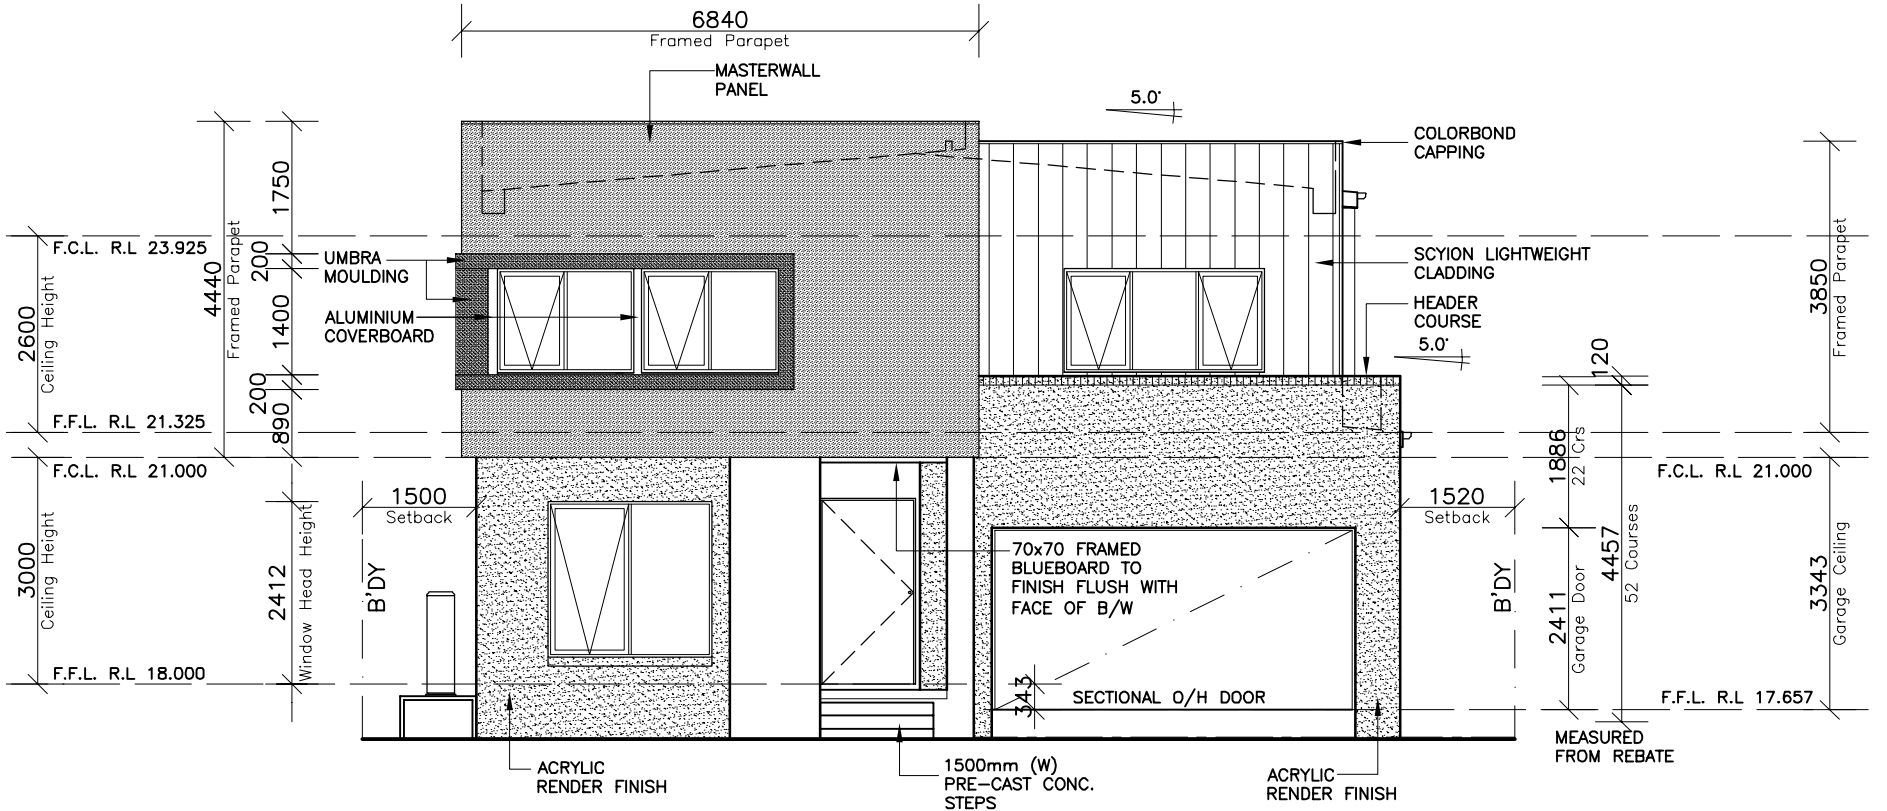 6840
Framed Parapet
MASTERWALL
PANEL
5.0°
COLORBOND
CAPPING
1750
4440
Framed Parapet
3850
Framed Parapet
F.C.L. R.L 23.925
200
UMBRA
MOULDING
SCYION LIGHTWEIGHT
CLADDING
2600
Ceiling Height
1400
ALUMINIUM
COVERBOARD
HEADER
COURSE
5.0°
120
200
890
F.F.L. R.L 21.325
F.C.L. R.L 21.000
1886
22 Crs
F.C.L. R.L 21.000
1500
Setback
1520
Setback
3000
Ceiling Height
2412
Window Head Height
B'DY
70x70 FRAMED
BLUEBOARD TO
FINISH FLUSH WITH
FACE OF B/W
B'DY
2411
Garage Door
4457
52 Courses
3343
Garage Ceiling
F.F.L. R.L 18.000
343
SECTIONAL O/H DOOR
F.F.L. R.L 17.657
MEASURED
FROM REBATE
ACRYLIC
RENDER FINISH
1500mm (W)
PRE-CAST CONC.
STEPS
ACRYLIC
RENDER FINISH